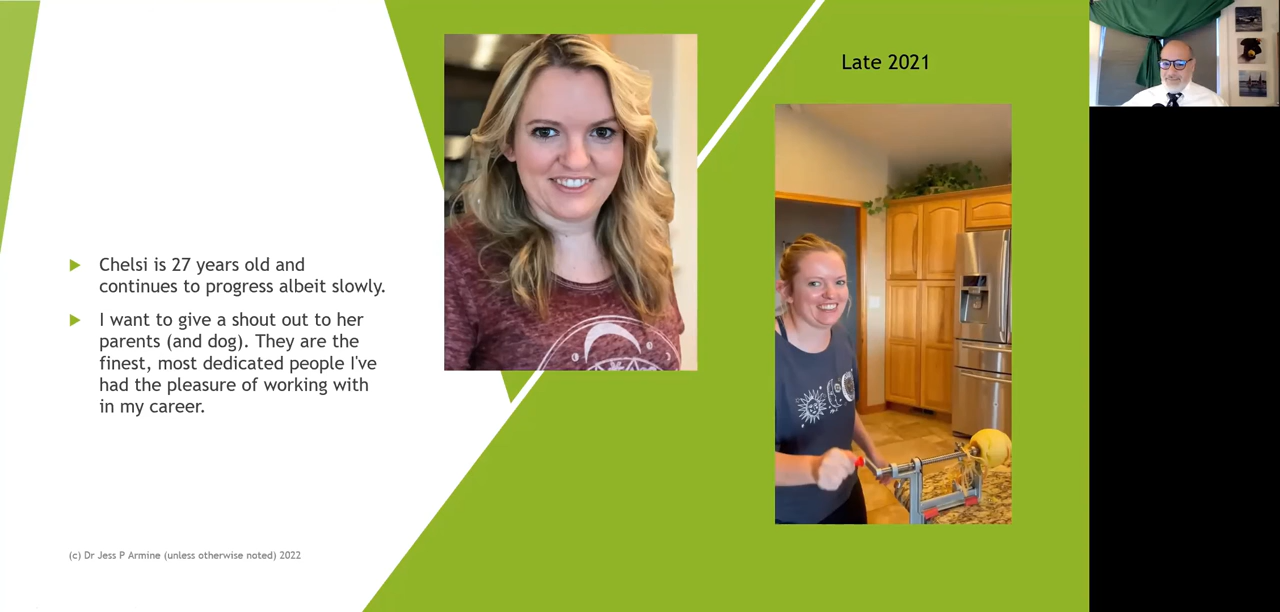 Late 2021
Chelsi is 27 years old and
continues to progress albeit slowly.
I want to give a shout out to her
parents (and dog). They are the
finest, most dedicated people I've
had the pleasure of working with
in my career.
(c) Dr Jess P Armine (unless otherwise noted) 2022